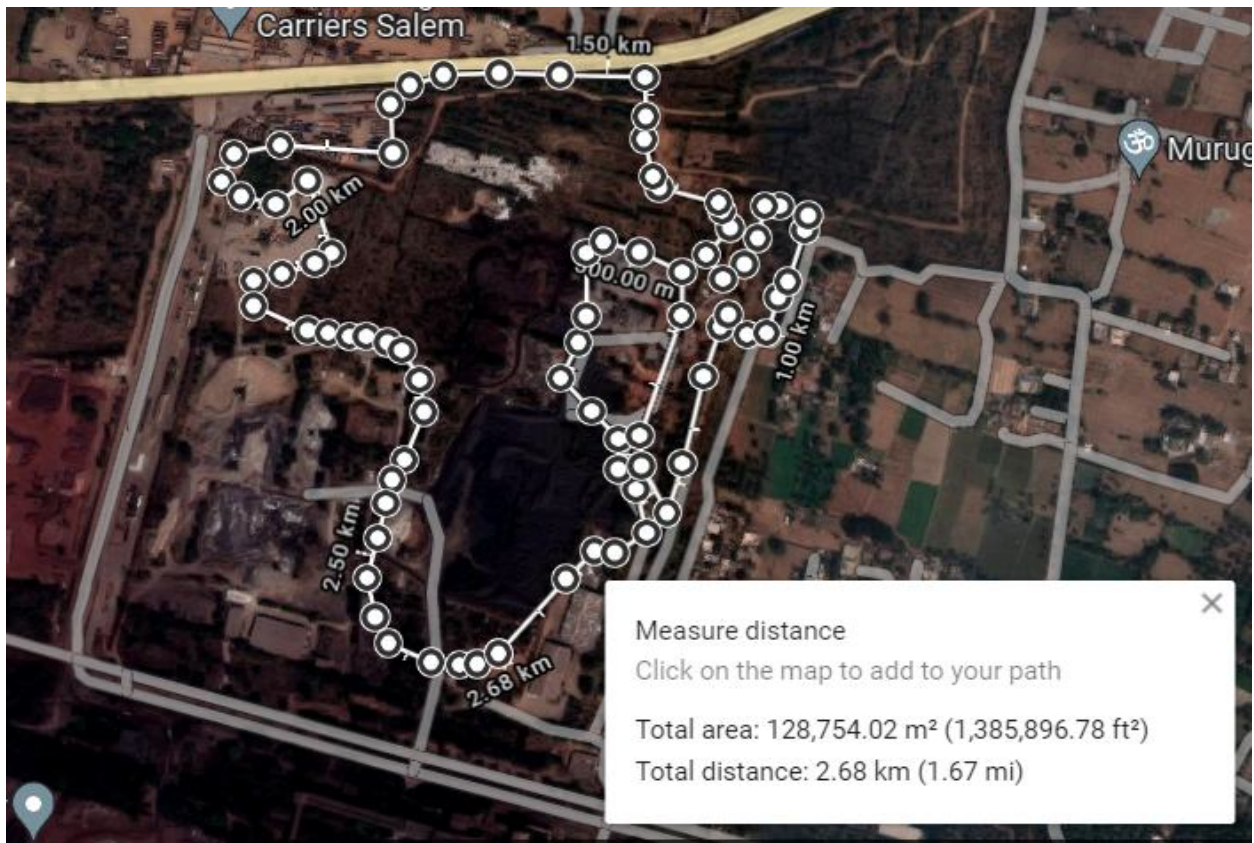 Carriers Salem
1.50 km
Murug
2.00 km
500.00 m
1.00 km
2.50 km
2.68 km
Measure distance
Click on the map to add to your path
Total area: 128,754.02 m² (1,385,896.78 ft²)
Total distance: 2.68 km (1.67 mi)